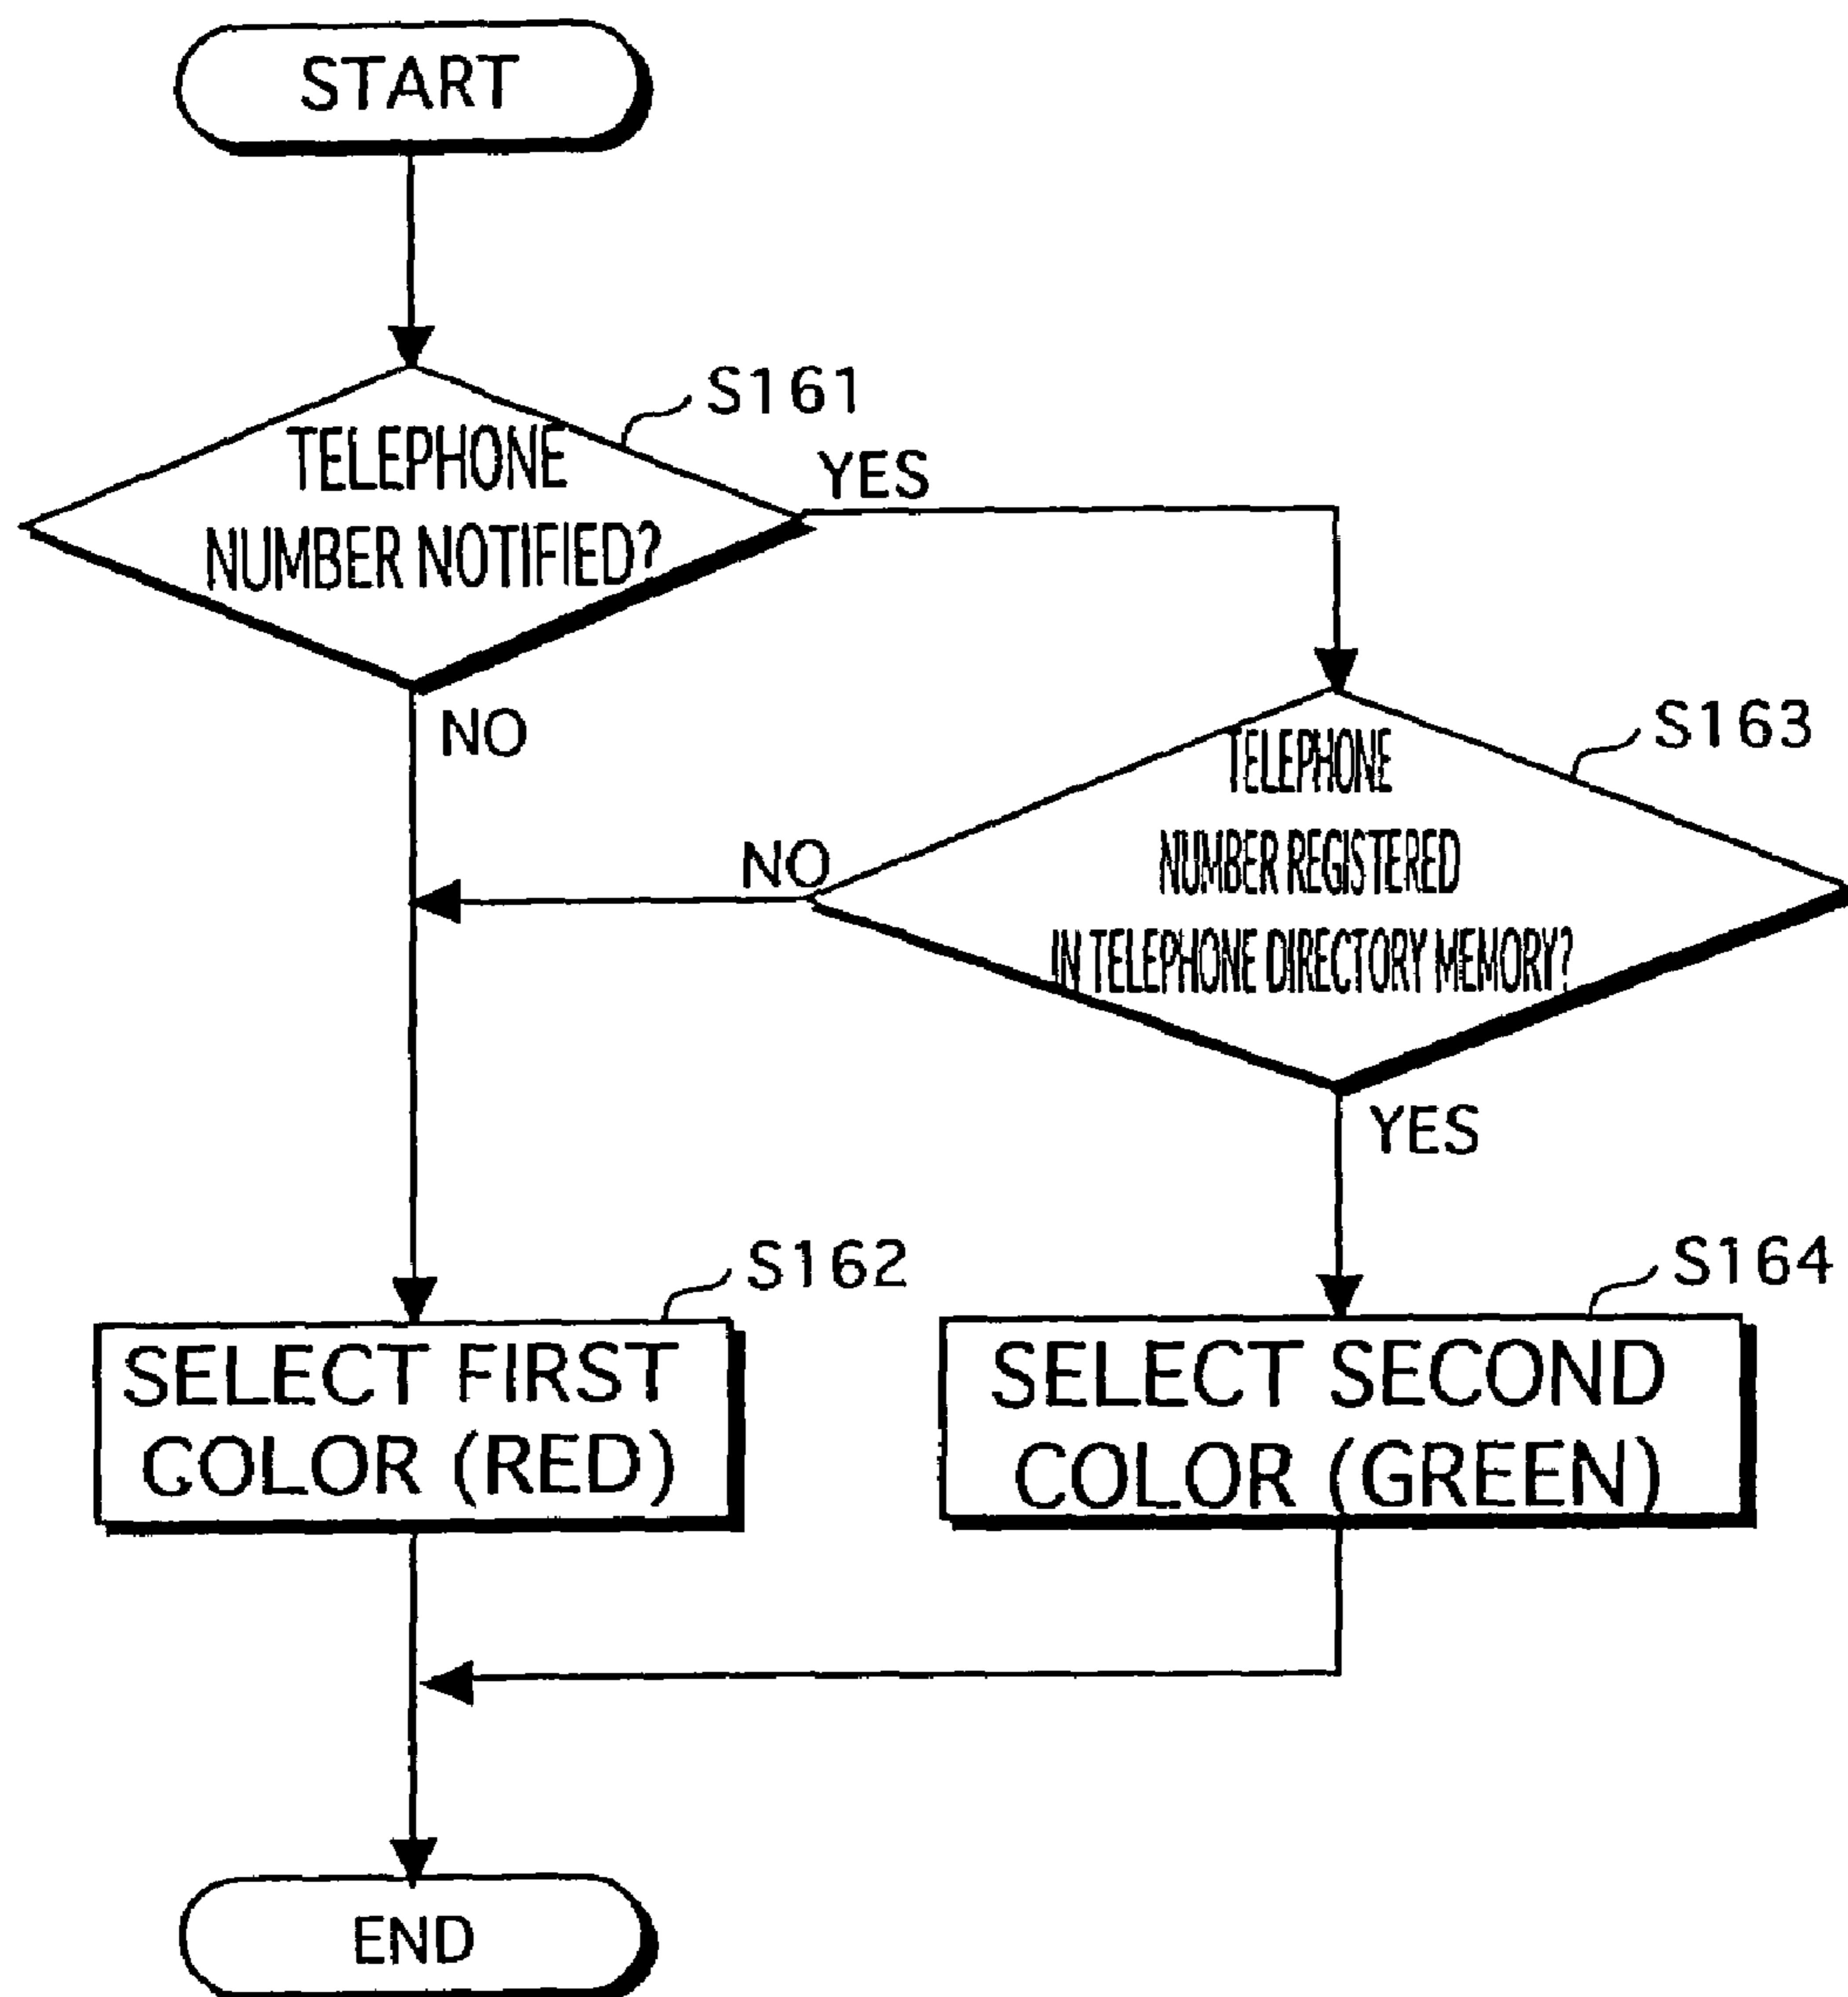 START
S161
TELEPHONE
NUMBER NOTIFIED?
YES
NO
S163
TELEPHONE
NUMBER REGISTERED
IN TELEPHONE DIRECTORY MEMORY?
NO
YES
S162
SELECT FIRST
COLOR (RED)
S164
SELECT SECOND
COLOR (GREEN)
END